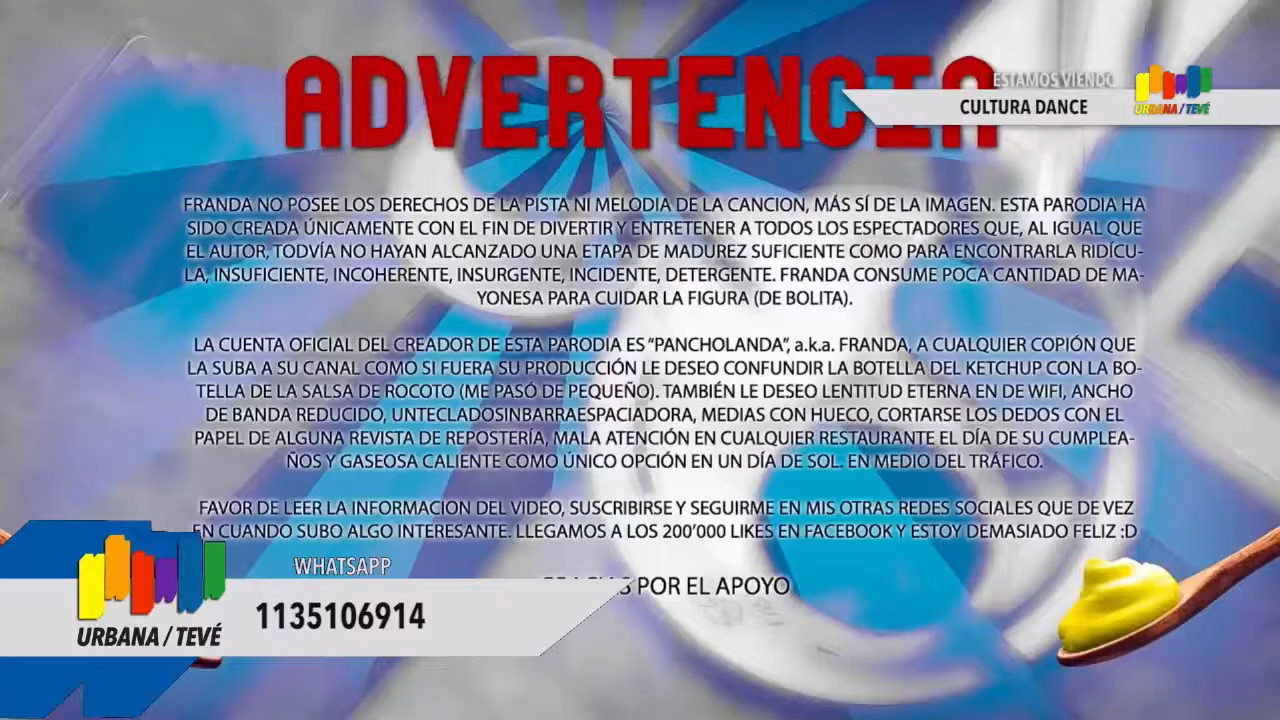 ADVERTENCIA
ESTAMOS VIENDO
CULTURA DANCE
URBANA/TEVÉ
FRANDA NO POSEE LOS DERECHOS DE LA PISTA NI MELODIA DE LA CANCION, MÁS SÍ DE LA IMAGEN. ESTA PARODIA HA
SIDO CREADA ÚNICAMENTE CON EL FIN DE DIVERTIR Y ENTRETENER A TODOS LOS ESPECTADORES QUE, AL IGUAL QUE
EL AUTOR, TODVÍA NO HAYAN ALCANZADO UNA ETAPA DE MADUREZ SUFICIENTE COMO PARA ENCONTRARLA RIDÍCU-
LA, INSUFICIENTE, INCOHERENTE, INSURGENTE, INCIDENTE, DETERGENTE. FRANDA CONSUME POCA CANTIDAD DE MA-
YONESA PARA CUIDAR LA FIGURA (DE BOLITA).
LA CUENTA OFICIAL DEL CREADOR DE ESTA PARODIA ES "PANCHOLANDA", a.k.a. FRANDA, A CUALQUIER COPIÓN QUE
LA SUBA A SU CANAL COMO SI FUERA SU PRODUCCIÓN LE DESEO CONFUNDIR LA BOTELLA DEL KETCHUP CON LA BO-
TELLA DE LA SALSA DE ROCOTO (ME PASÓ DE PEQUEÑO). TAMBIÉN LE DESEO LENTITUD ETERNA EN DE WIFI, ANCHO
DE BANDA REDUCIDO, UNTECLADOSINBARRAESPACIADORA, MEDIAS CON HUECO, CORTARSE LOS DEDOS CON EL
PAPEL DE ALGUNA REVISTA DE REPOSTERÍA, MALA ATENCIÓN EN CUALQUIER RESTAURANTE EL DÍA DE SU CUMPLEA-
ÑOS Y GASEOSA CALIENTE COMO ÚNICO OPCIÓN EN UN DÍA DE SOL. EN MEDIO DEL TRÁFICO.
FAVOR DE LEER LA INFORMACION DEL VIDEO, SUSCRIBIRSE Y SEGUIRME EN MIS OTRAS REDES SOCIALES QUE DE VEZ
EN CUANDO SUBO ALGO INTERESANTE. LLEGAMOS A LOS 200'000 LIKES EN FACEBOOK Y ESTOY DEMASIADO FELIZ :D
POR EL APOYO
WHATSAPP
1135106914
URBANA/TEVÉ